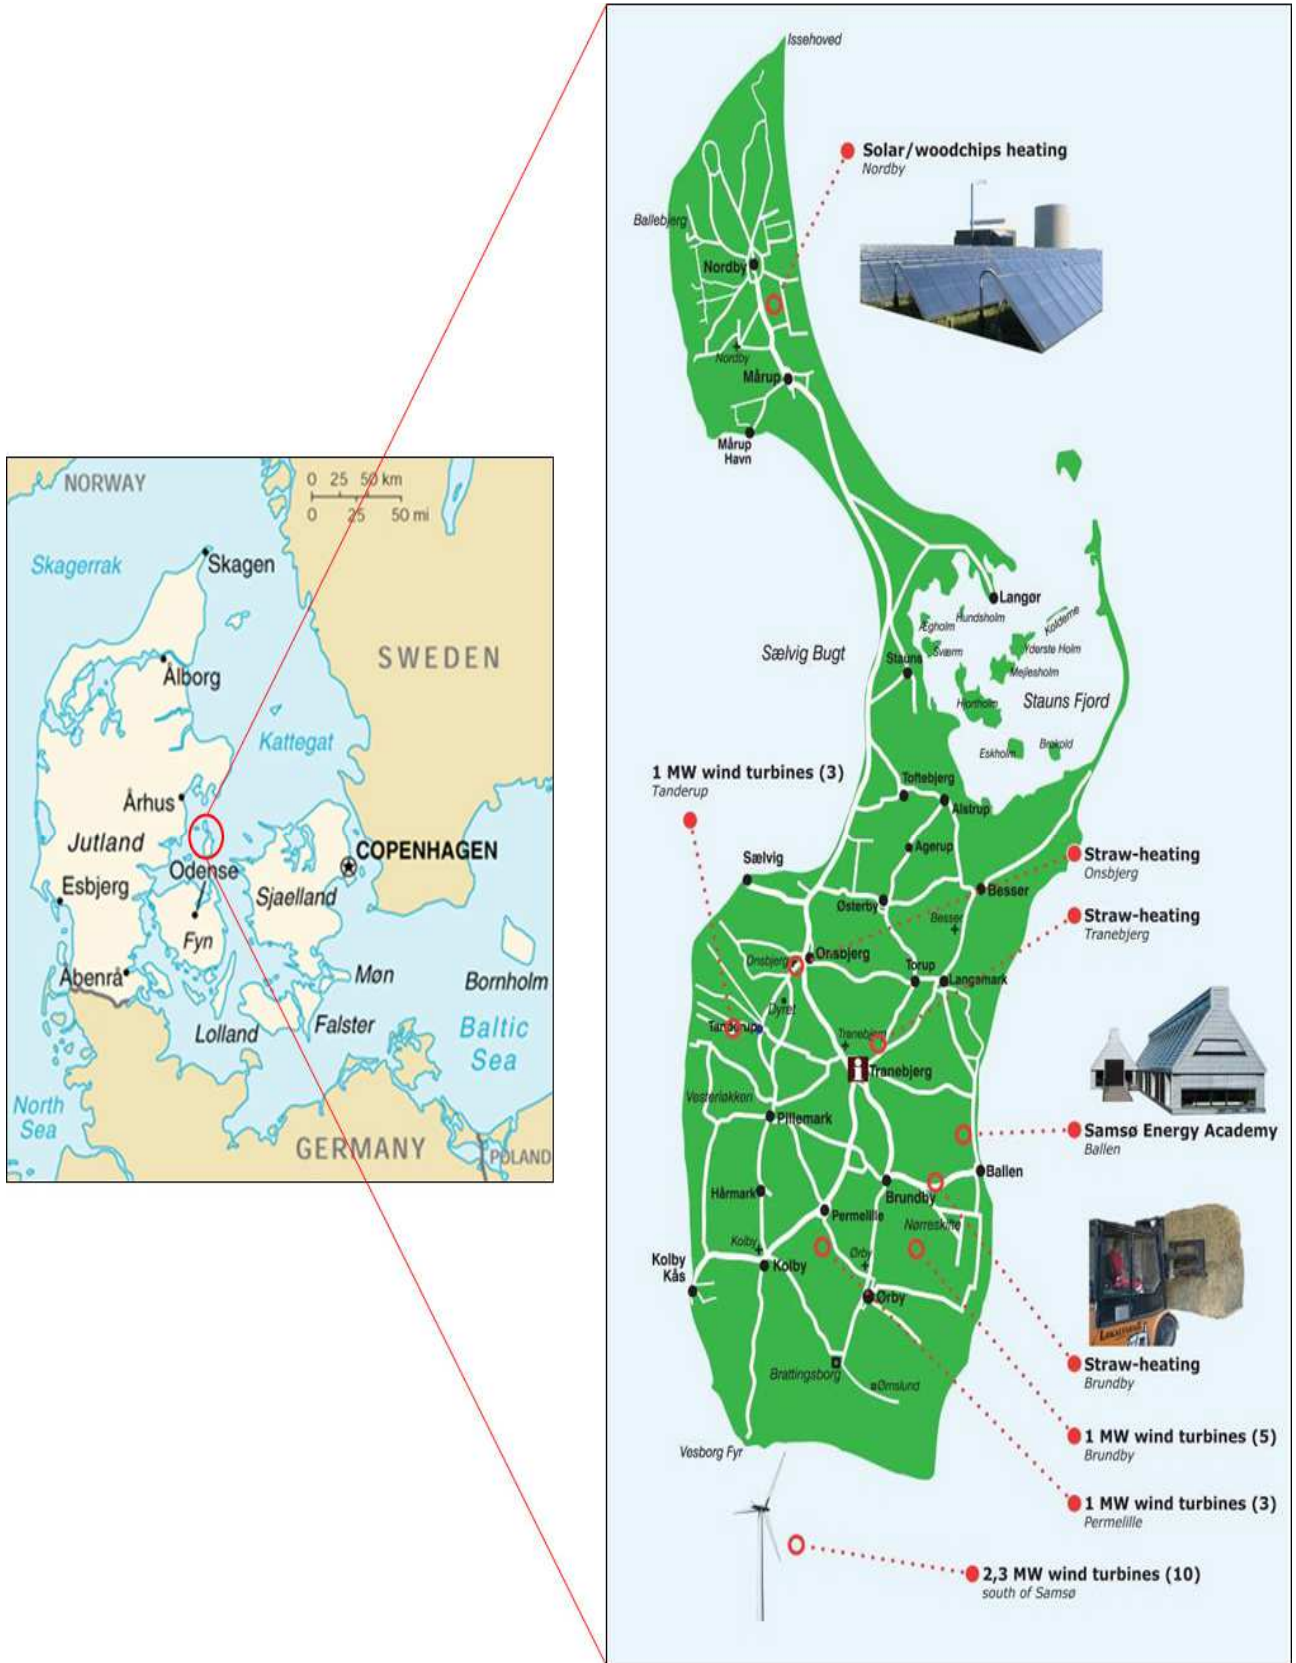 NORWAY
0 25 50 km
0 25 50 mi
Skagerrak
Skagen
SWEDEN
Ålborg
Kattegat
Århus
Jutland
COPENHAGEN
Odense
Esbjerg
Sjaelland
Fyn
Åbenrå
Møn
Bornholm
Lolland
Falster
Baltic
Sea
North
Sea
GERMANY
POLAND
Issehoved
Solar/woodchips heating
Nordby
Ballebjerg
Nordby
Nordby
Mårup
Mårup
Havn
Langør
Hundsholm
Kolderne
Ægholm
Sværm
Yderste Holm
Sælvig Bugt
Stauns
Mejlesholm
Hjortholm
Stauns Fjord
Eskholm
1 MW wind turbines (3)
Tanderup
Toftebjerg
Alstrup
Agerup
Sælvig
Straw-heating
Onsbjerg
Besser
Østerby
Besser
Straw-heating
Tranebjerg
Onsbjerg
Onsbjerg
Torup
Langamark
Dyret
Tanderup
Tranebjerg
i
Tranebjerg
Pillemark
Samsø Energy Academy
Ballen
Ballen
Hårmark
Brundby
Permelille
Kolby
Ørby
Kolby
Kås
Kolby
Ørby
Straw-heating
Brundby
Brattingsborg
Ømslund
1 MW wind turbines (5)
Brundby
Vesborg Fyr
1 MW wind turbines (3)
Permelille
2,3 MW wind turbines (10)
south of Samsø